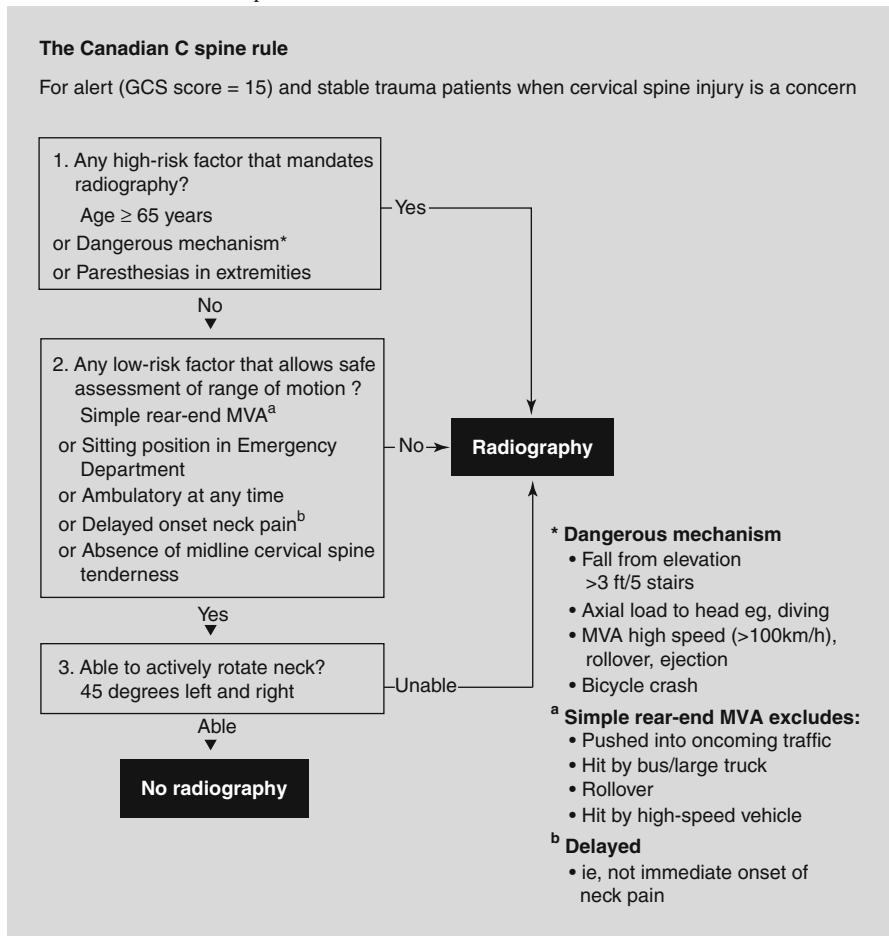 The Canadian C spine rule
For alert (GCS score = 15) and stable trauma patients when cervical spine injury is a concern
1. Any high-risk factor that mandates
radiography?
Age ≥ 65 years
or Dangerous mechanism*
or Paresthesias in extremities
Yes
No
2. Any low-risk factor that allows safe
assessment of range of motion ?
Simple rear-end MVAa
or Sitting position in Emergency
Department
or Ambulatory at any time
or Delayed onset neck painb
or Absence of midline cervical spine
tenderness
No
Radiography
Yes
3. Able to actively rotate neck?
45 degrees left and right
Unable
Able
No radiography
* Dangerous mechanism
• Fall from elevation
>3 ft/5 stairs
• Axial load to head eg, diving
• MVA high speed (>100km/h),
rollover, ejection
• Bicycle crash
a Simple rear-end MVA excludes:
• Pushed into oncoming traffic
• Hit by bus/large truck
• Rollover
• Hit by high-speed vehicle
b Delayed
• ie, not immediate onset of
neck pain